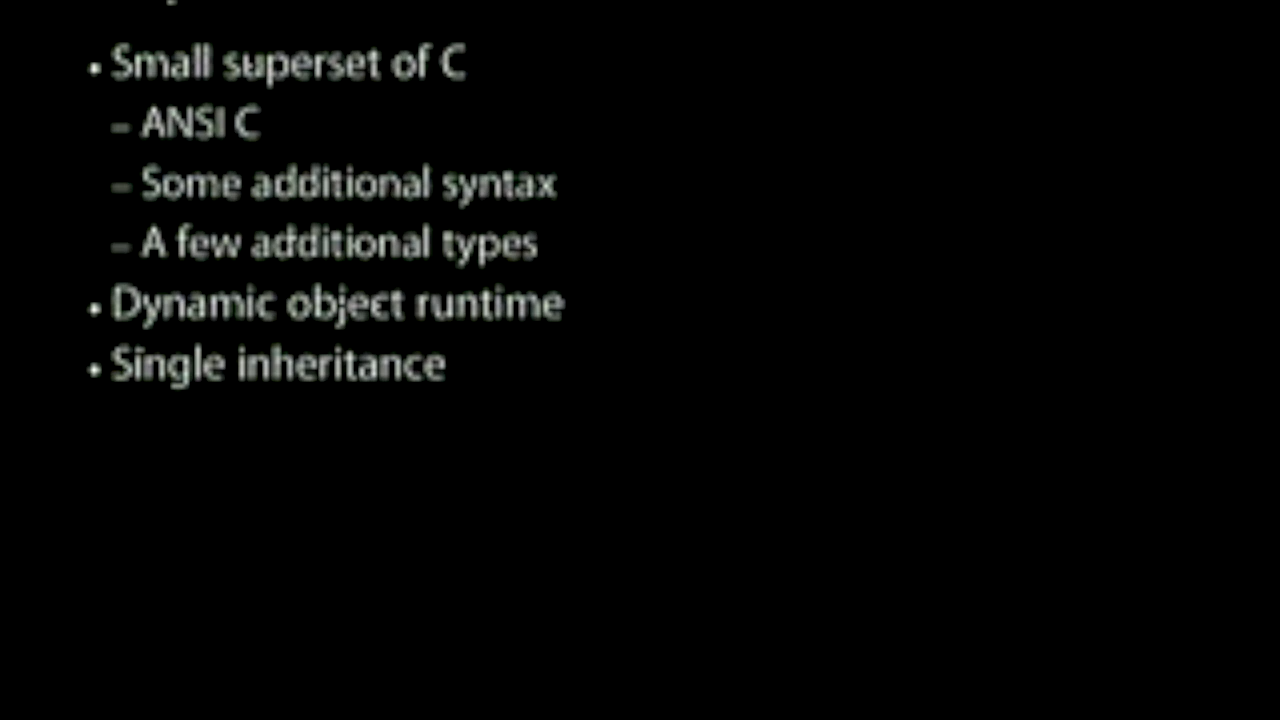 • Small superset of C
– ANSI C
– Some additional syntax
– A few additional types
• Dynamic object runtime
• Single inheritance